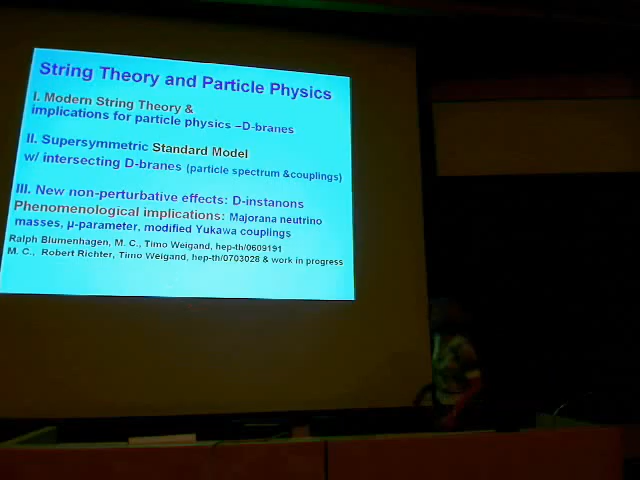 String Theory and Particle Physics
I. Modern String Theory &
implications for particle physics –D-branes
II. Supersymmetric Standard Model
w/ intersecting D-branes (particle spectrum &couplings)
III. New non-perturbative effects: D-instanons
Phenomenological implications: Majorana neutrino
masses, μ-parameter, modified Yukawa couplings
Ralph Blumenhagen, M. C., Timo Weigand, hep-th/0609191
M. C., Robert Richter, Timo Weigand, hep-th/0703028 & work in progress